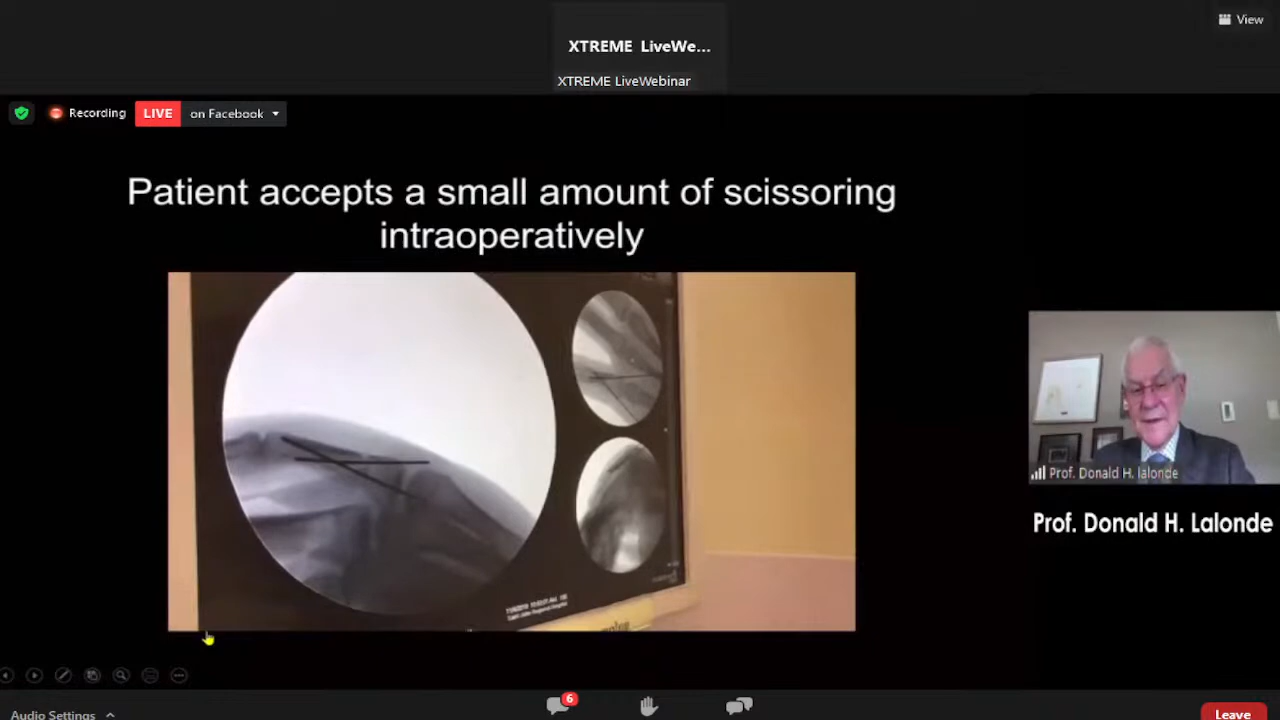 View
XTREME LiveWe...
XTREME LiveWebinar
Recording
LIVE
on Facebook
Patient accepts a small amount of scissoring
intraoperatively
Prof. Donald H. lalonde
Prof. Donald H. Lalonde
6
Audio Settings
Leave